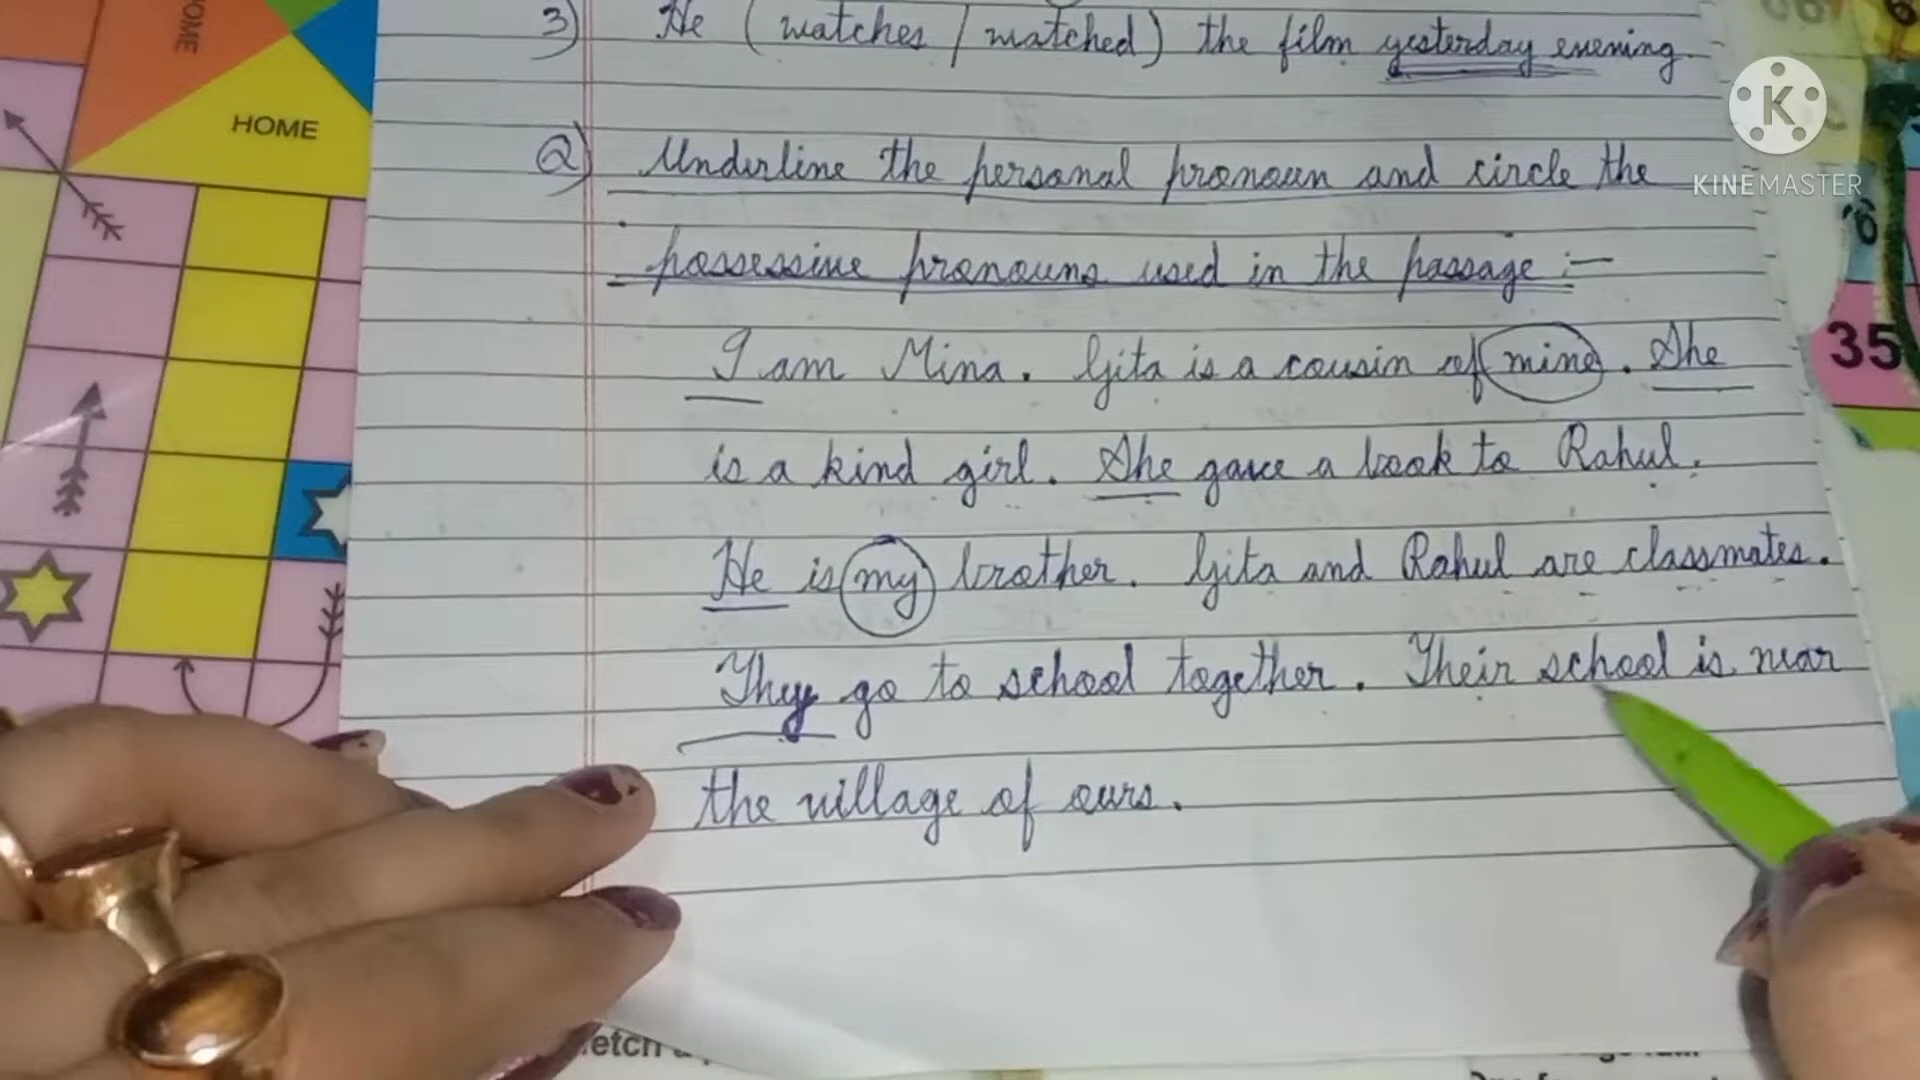 HOME
HOME
3) He (watches / watched) the film yesterday evening.
KINEMASTER
Q) Underline the personal pronoun and circle the
possessive pronouns used in the passage :-
35
I am Mina. Gita is a cousin of mine. She
is a kind girl. She gave a book to Rahul.
He is my brother. Gita and Rahul are classmates.
They go to school together. Their school is near
the village of ours.